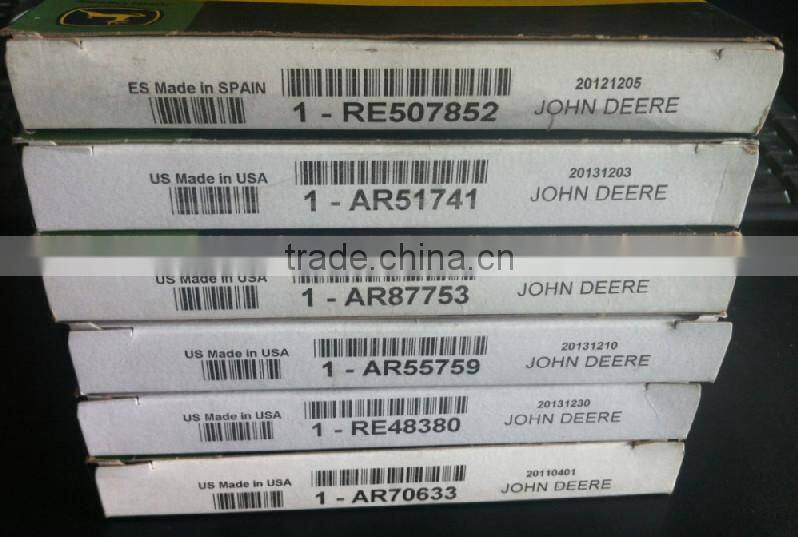 ES Made in SPAIN
1 - RE507852
20121205
JOHN DEERE
US Made in USA
1 - AR51741
20131203
JOHN DEERE
trade.china.cn
US Made in USA
1 - AR87753
JOHN DEERE
US Made in USA
1 - AR55759
20131210
JOHN DEERE
US Made in USA
1 - RE48380
20131230
JOHN DEERE
US Made in USA
1 - AR70633
20110401
JOHN DEERE